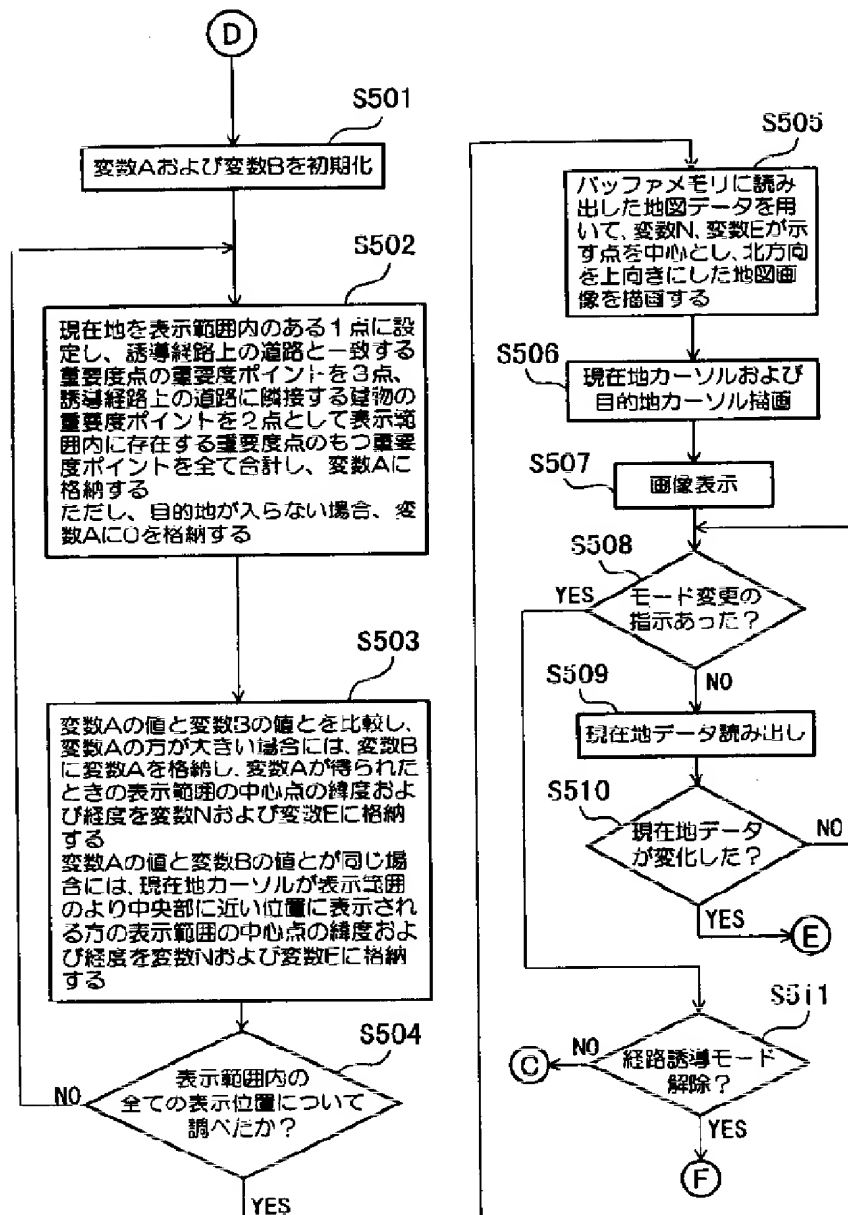 D
S501
変数Aおよび変数Bを初期化
S502
現在地を表示範囲内のある1点に設
定し、誘導経路上の道路と一致する
重要度点の重要度ポイントを3点、
誘導経路上の道路に隣接する建物の
重要度ポイントを2点として表示範
囲内に存在する重要度点のもつ重要
度ポイントを全て合計し、変数Aに
格納する
ただし、目的地が入らない場合、変
数Aに0を格納する
S503
変数Aの値と変数Bの値とを比較し、
変数Aの方が大きい場合には、変数B
に変数Aを格納し、変数Aが得られた
ときの表示範囲の中心点の緯度およ
び経度を変数Nおよび変数Eに格納
する
変数Aの値と変数Bの値とが同じ場
合には、現在地カーソルが表示範囲
のより中央部に近い位置に表示され
る方の表示範囲の中心点の緯度およ
び経度を変数Nおよび変数Eに格納
する
S504
表示範囲内の
全ての表示位置について
調べたか？
NO
YES
S505
バッファメモリに読み
出した地図データを用
いて、変数N、変数Eが示
す点を中心とし、北方向
を上向きにした地図画
像を描画する
S506
現在地カーソルおよび
目的地カーソル描画
S507
画像表示
S508
YES
モード変更の
指示あった？
NO
S509
現在地データ読み出し
S510
現在地データ
が変化した？
NO
YES
E
S511
C
NO
経路誘導モード
解除？
YES
F